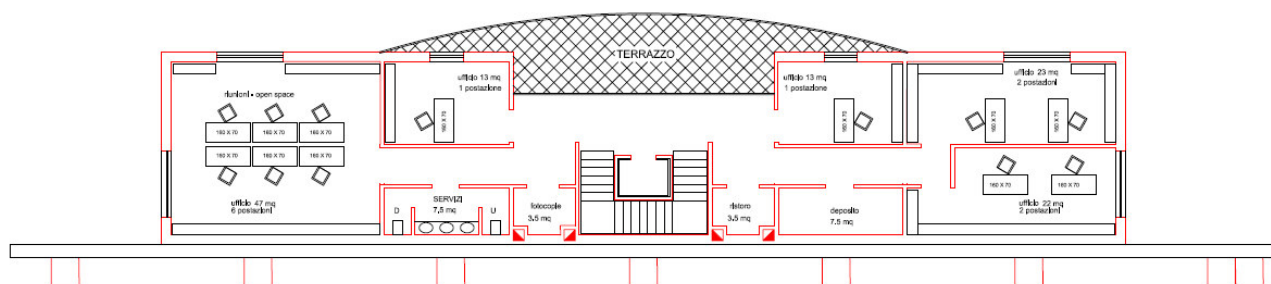 TERRAZZO
ufficio 13 mq
1 postazione
ufficio 13 mq
1 postazione
ufficio 23 mq
2 postazioni
riunioni - open space
160 X 70
160 X 70
160 X 70
160 X 70
160 X 70
160 X 70
160 X 70
160 X 70
160 X 70
160 X 70
160 X 70
160 X 70
ufficio 47 mq
6 postazioni
SERVIZI
7,5 mq
D
U
fotocopie
3.5 mq
ristoro
3.5 mq
deposito
7.5 mq
ufficio 22 mq
2 postazioni